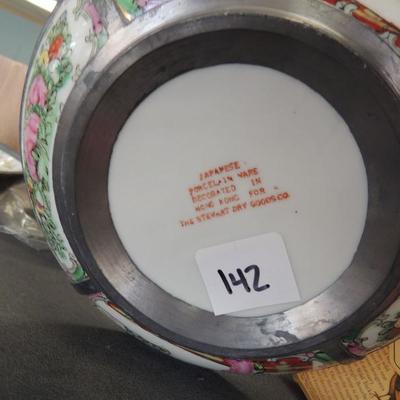 JAPANESE
PORCELAIN WARE
DECORATED IN
HONG KONG FOR
THE STEWART DRY GOODS CO.
142